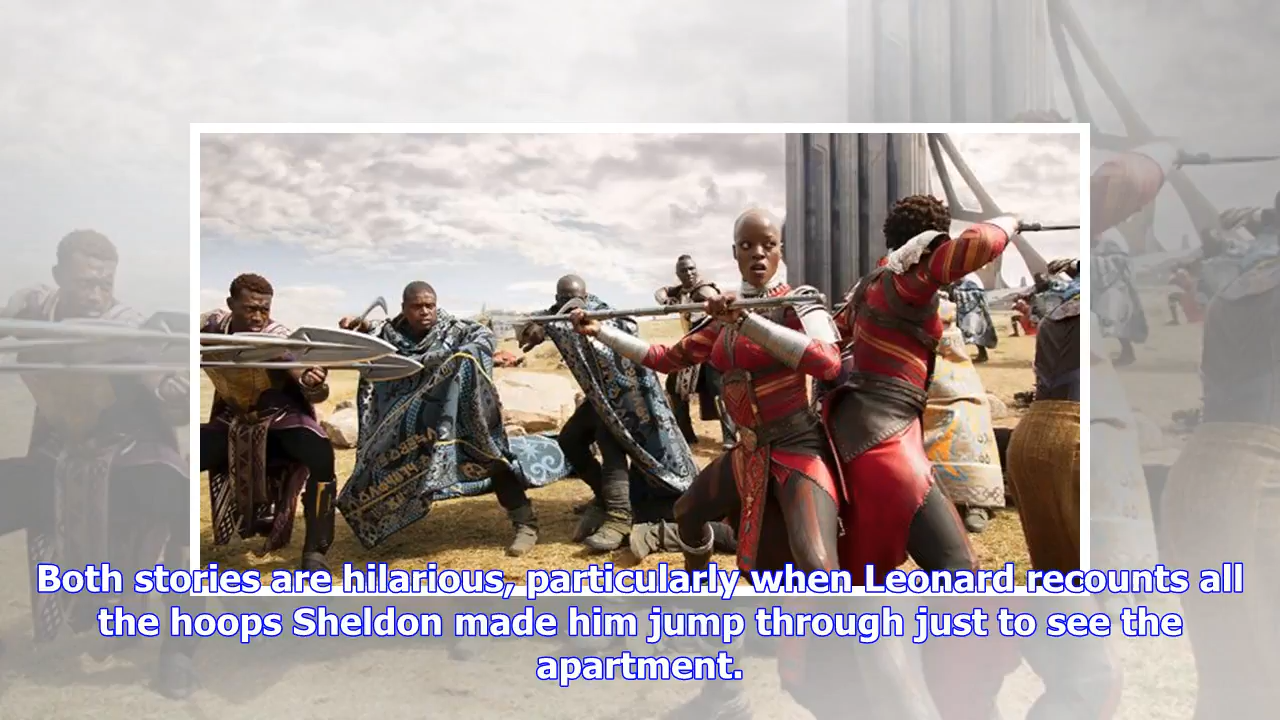 Both stories are hilarious, particularly when Leonard recounts all
the hoops Sheldon made him jump through just to see the
apartment.